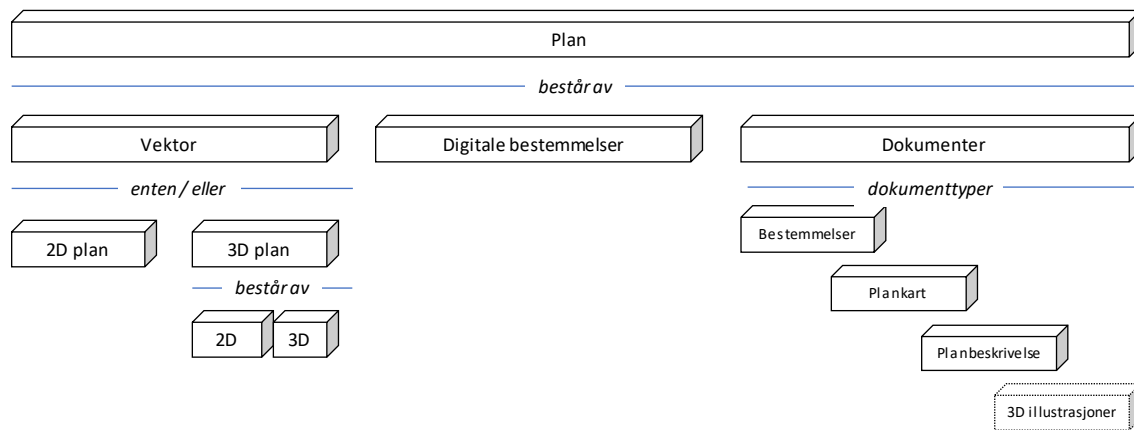 Plan
består av
Vektor
Digitale bestemmelser
Dokumenter
enten / eller
dokumenttyper
2D plan
3D plan
Bestemmelser
består av
Plankart
2D
3D
Planbeskrivelse
3D illustrasjoner